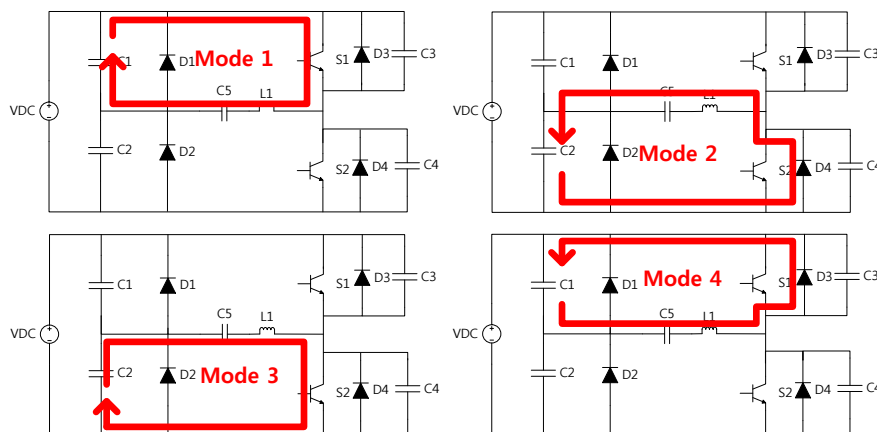 C1
D1
Mode 1
S1
D3
C3
VDC
C5
L1
C2
D2
S2
D4
C4
C1
D1
S1
D3
C3
VDC
C5
L1
C2
D2
Mode 2
S2
D4
C4
C1
D1
S1
D3
C3
VDC
C5
L1
C2
D2
Mode 3
S2
D4
C4
C1
D1
Mode 4
S1
D3
C3
VDC
C5
L1
C2
D2
S2
D4
C4